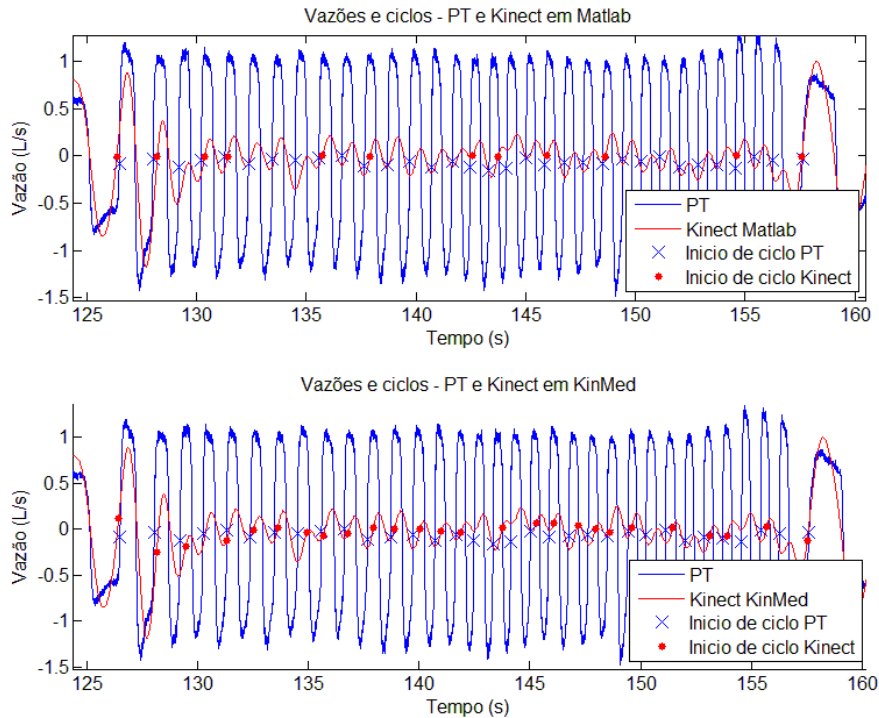 Vazões e ciclos - PT e Kinect em Matlab
Vazão (L/s)
1
0.5
0
-0.5
-1
-1.5
PT
Kinect Matlab
Inicio de ciclo PT
Inicio de ciclo Kinect
125 130 135 140 145 150 155 160
Tempo (s)
Vazões e ciclos - PT e Kinect em KinMed
Vazão (L/s)
1
0.5
0
-0.5
-1
-1.5
PT
Kinect KinMed
Inicio de ciclo PT
Inicio de ciclo Kinect
125 130 135 140 145 150 155 160
Tempo (s)